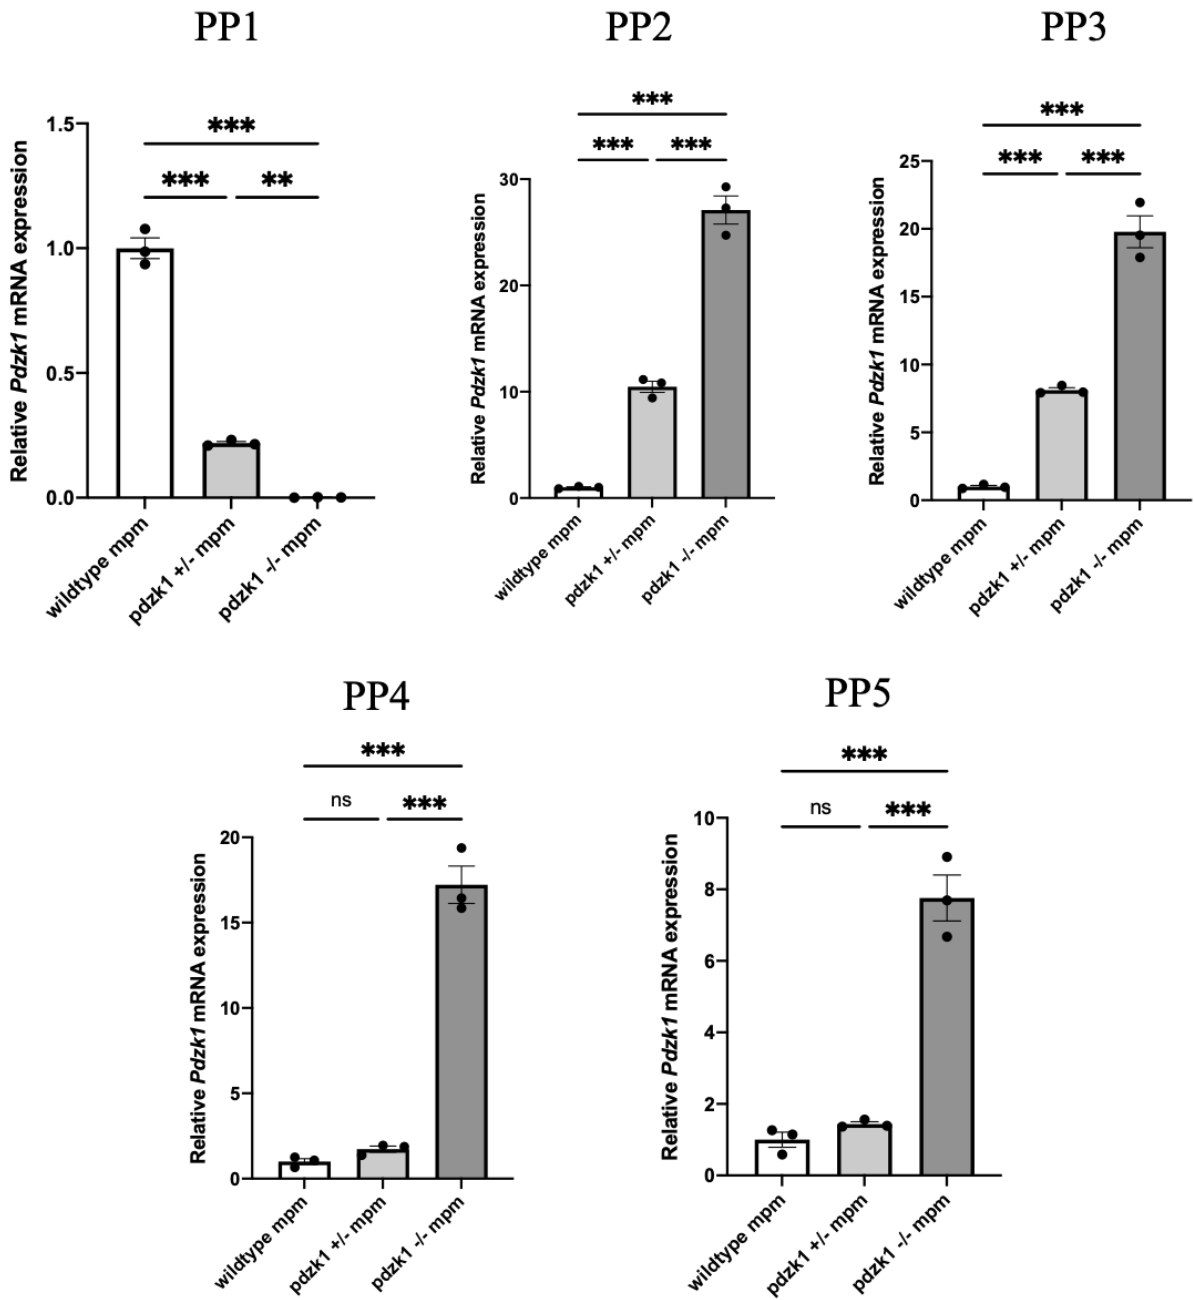 PP1
PP2
PP3
Relative Pdzk1 mRNA expression
1.5
1.0
0.5
0.0
***
***
**
wildtype mpm
pdzk1 +/- mpm
pdzk1 -/- mpm
Relative Pdzk1 mRNA expression
30
20
10
0
***
***
***
wildtype mpm
pdzk1 +/- mpm
pdzk1 -/- mpm
Relative Pdzk1 mRNA expression
25
20
15
10
5
0
***
***
***
wildtype mpm
pdzk1 +/- mpm
pdzk1 -/- mpm
PP4
PP5
Relative Pdzk1 mRNA expression
20
15
10
5
0
***
ns
***
wildtype mpm
pdzk1 +/- mpm
pdzk1 -/- mpm
Relative Pdzk1 mRNA expression
10
8
6
4
2
0
***
ns
***
wildtype mpm
pdzk1 +/- mpm
pdzk1 -/- mpm